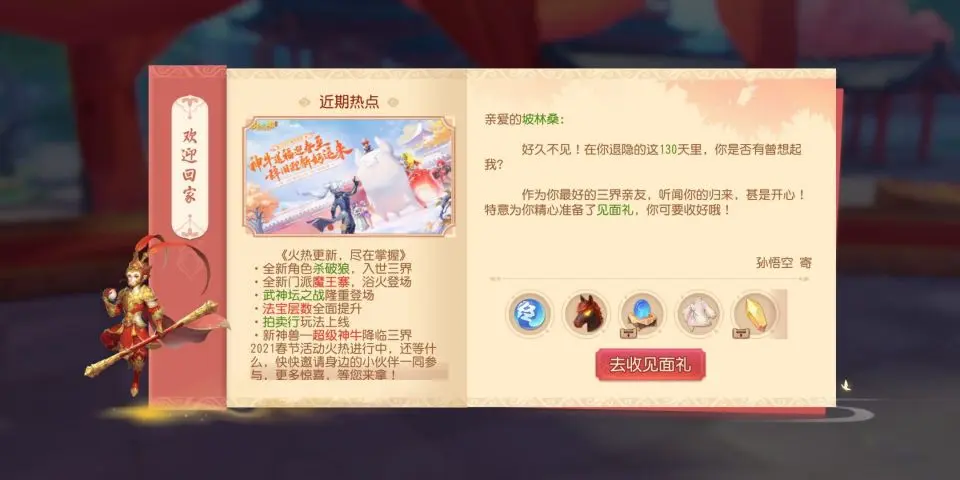 欢迎回家
近期热点
神牛送福迎春至
辞旧迎新好运来
《火热更新，尽在掌握》
·全新角色杀破狼，入世三界
·全新门派魔王寨，浴火登场
·武神坛之战隆重登场
·法宝层数全面提升
·拍卖行玩法上线
·新神兽—超级神牛降临三界
2021春节活动火热进行中，还等什
么，快快邀请身边的小伙伴一同参
与，更多惊喜，等您来拿！
亲爱的坡林桑：
好久不见！在你退隐的这130天里，你是否有曾想起
我？
作为你最好的三界亲友，听闻你的归来，甚是开心！
特意为你精心准备了见面礼，你可要收好哦！
孙悟空 寄
去收见面礼